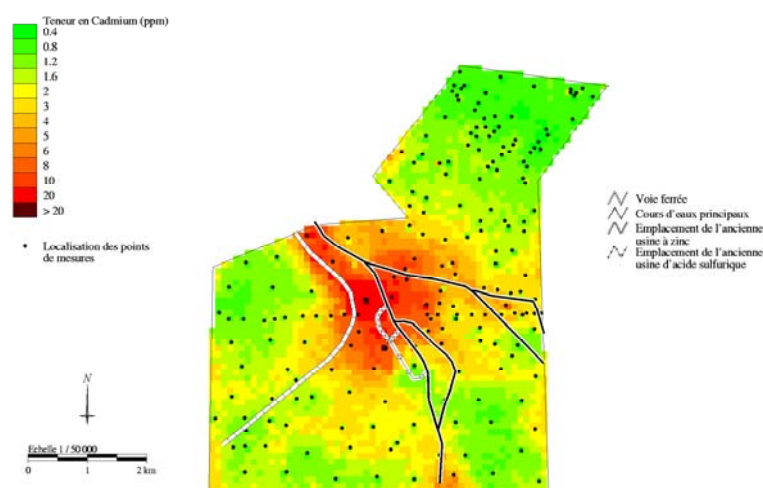 Teneur en Cadmium (ppm)
0.4
0.8
1.2
1.6
2
3
4
5
6
8
10
20
> 20
Localisation des points
de mesures
Voie ferrée
Cours d'eaux principaux
Emplacement de l'ancienne
usine à zinc
Emplacement de l'ancienne
usine d'acide sulfurique
N
Echelle 1 / 50 000
0 1 2 km